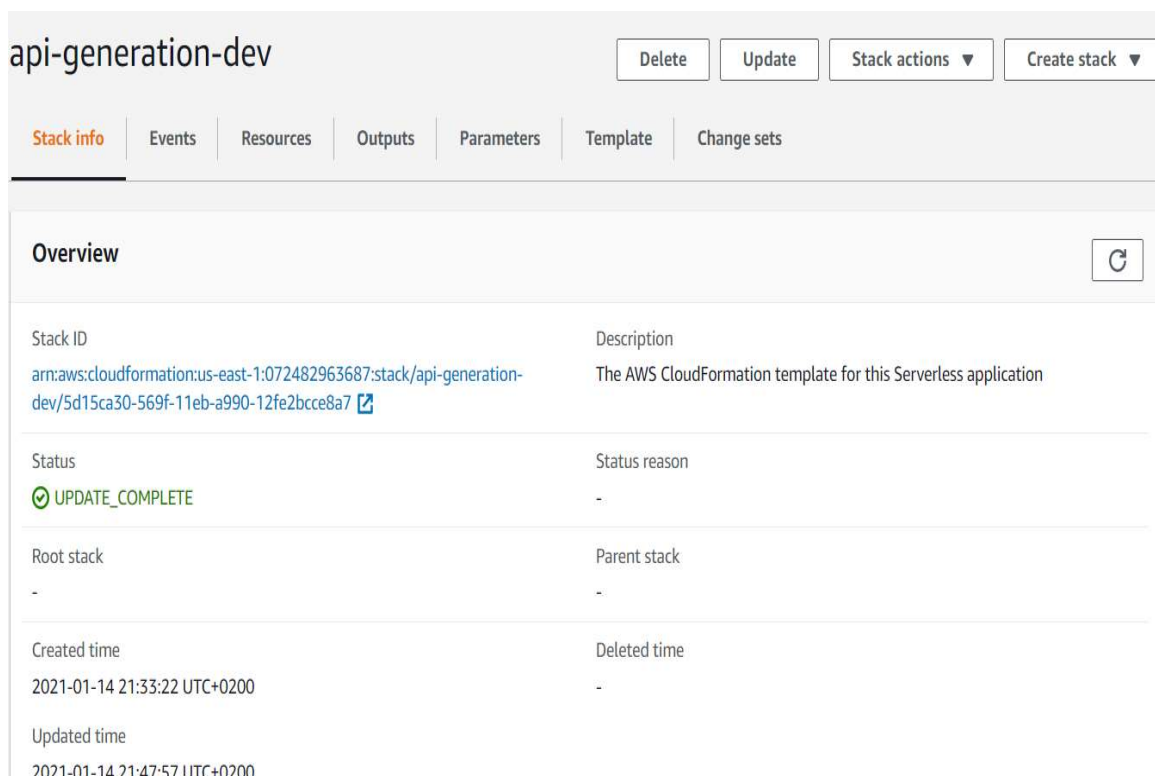 api-generation-dev
Delete
Update
Stack actions
Create stack
Stack info
Events
Resources
Outputs
Parameters
Template
Change sets
Overview
Stack ID
Description
arn:aws:cloudformation:us-east-1:072482963687:stack/api-generation-
dev/5d15ca30-569f-11eb-a990-12fe2bcce8a7
The AWS CloudFormation template for this Serverless application
Status
Status reason
UPDATE_COMPLETE
-
Root stack
Parent stack
-
-
Created time
Deleted time
2021-01-14 21:33:22 UTC+0200
-
Updated time
2021-01-14 21:47:57 UTC+0200